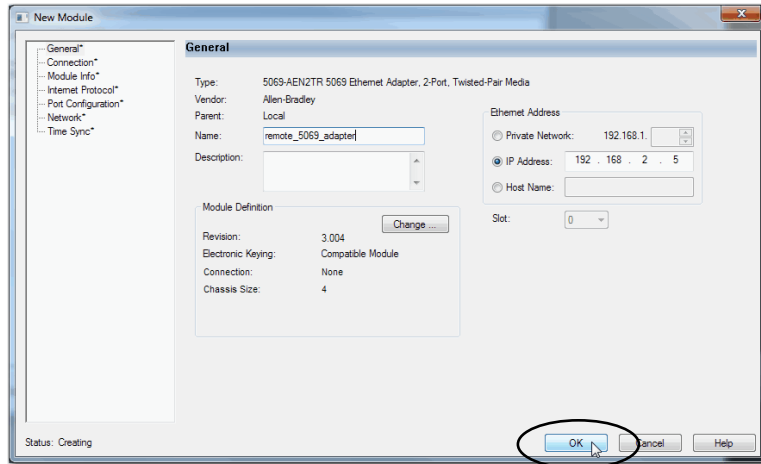 New Module
General*
Connection*
Module Info*
Internet Protocol*
Port Configuration*
Network*
Time Sync*
General
Type: 5069-AEN2TR 5069 Ethernet Adapter, 2-Port, Twisted-Pair Media
Vendor: Allen-Bradley
Parent: Local
Name: remote_5069_adapter
Description:
Ethernet Address
Private Network: 192.168.1.
IP Address: 192 . 168 . 2 . 5
Host Name:
Slot: 0
Module Definition
Change ...
Revision: 3.004
Electronic Keying: Compatible Module
Connection: None
Chassis Size: 4
Status: Creating
OK Cancel Help